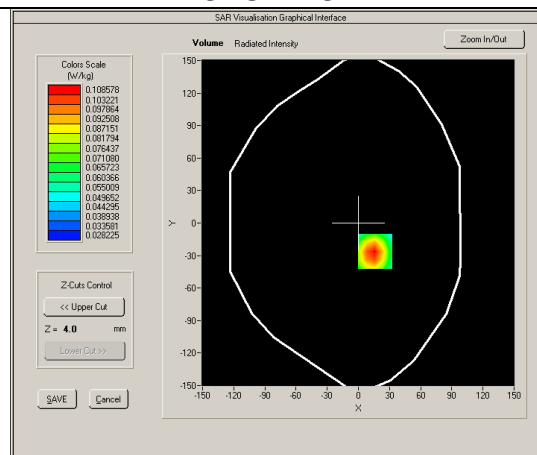 SAR Visualisation Graphical Interface
Volume Radiated Intensity
Zoom In/Out
Colors Scale
(W/kg)
0.108578
0.103221
0.097864
0.092508
0.087151
0.081794
0.076437
0.071080
0.065723
0.060366
0.055009
0.049652
0.044295
0.038938
0.033581
0.028225
Z-Cuts Control
<< Upper Cut
Z = 4.0 mm
Lower Cut >>
SAVE Cancel
150
120
90
60
30
0
-30
-60
-90
-120
-150
Y
-150 -120 -90 -60 -30 0 30 60 90 120 150
X